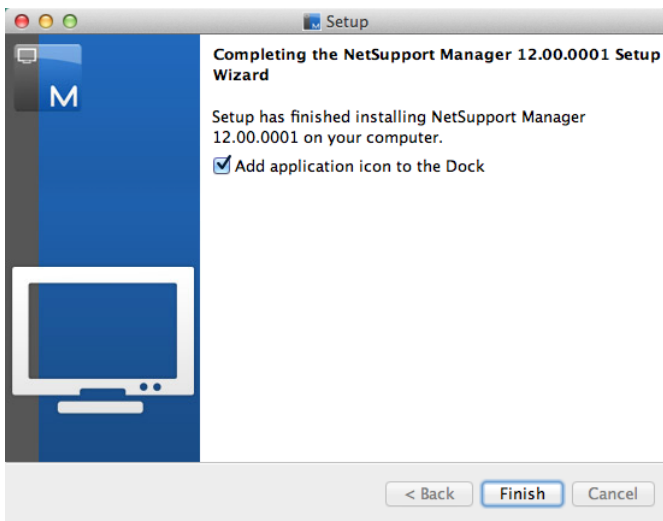 Setup
M
Completing the NetSupport Manager 12.00.0001 Setup
Wizard
Setup has finished installing NetSupport Manager
12.00.0001 on your computer.
Add application icon to the Dock
< Back
Finish
Cancel